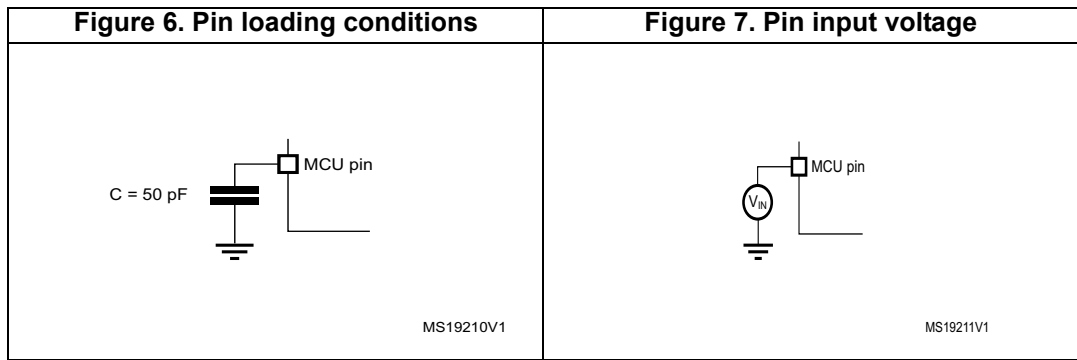 Figure 6. Pin loading conditions
Figure 7. Pin input voltage
MCU pin
C = 50 pF
MS19210V1
MCU pin
VIN
MS19211V1